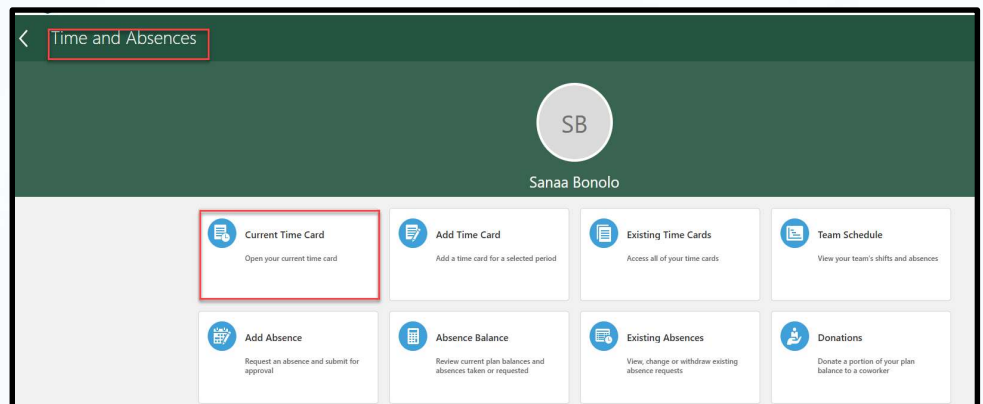 Time and Absences
SB
Sanaa Bonolo
Current Time Card
Open your current time card
Add Time Card
Add a time card for a selected period
Existing Time Cards
Access all of your time cards
Team Schedule
View your team's shifts and absences
Add Absence
Request an absence and submit for
approval
Absence Balance
Review current plan balances and
absences taken or requested
Existing Absences
View, change or withdraw existing
absence requests
Donations
Donate a portion of your plan
balance to a coworker